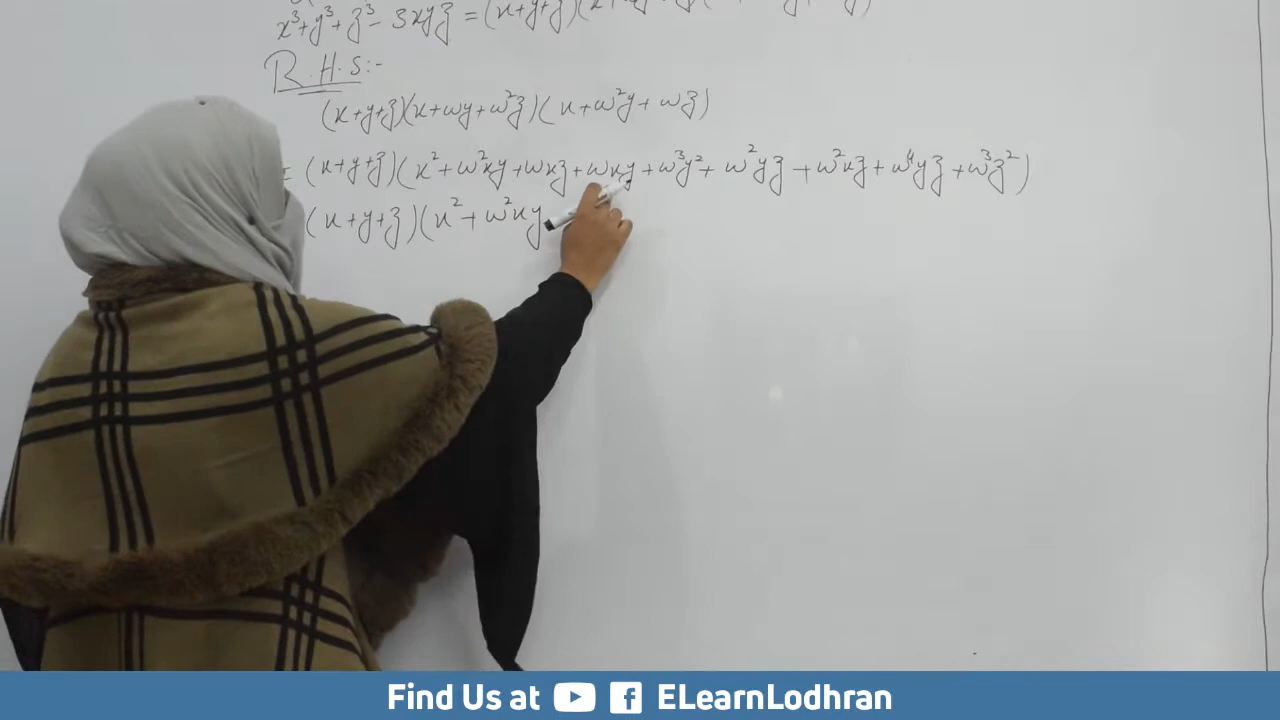 x³+y³+z³-3xyz = (x+y+z)(x+
R.H.S:-
(x+y+z)(x+ωy+ω²z)(x+ω²y+ωz)
= (x+y+z)(x²+ω²xy+ωxz+ωxy+ω³y²+ω²yz+ω²xz+ω⁴yz+ω³z²)
(x+y+z)(x²+ω²xy
Find Us at ELearnLodhran